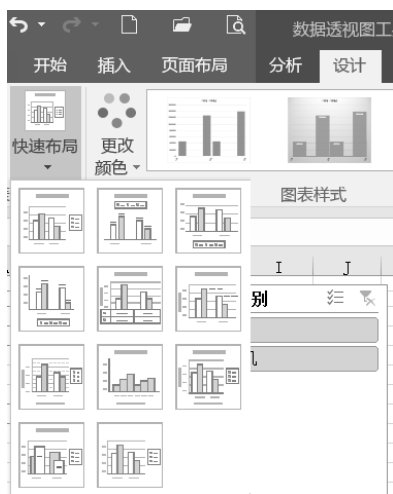 数据透视图工
开始 插入 页面布局 分析 设计
快速布局
更改
颜色
图表样式
I J
别